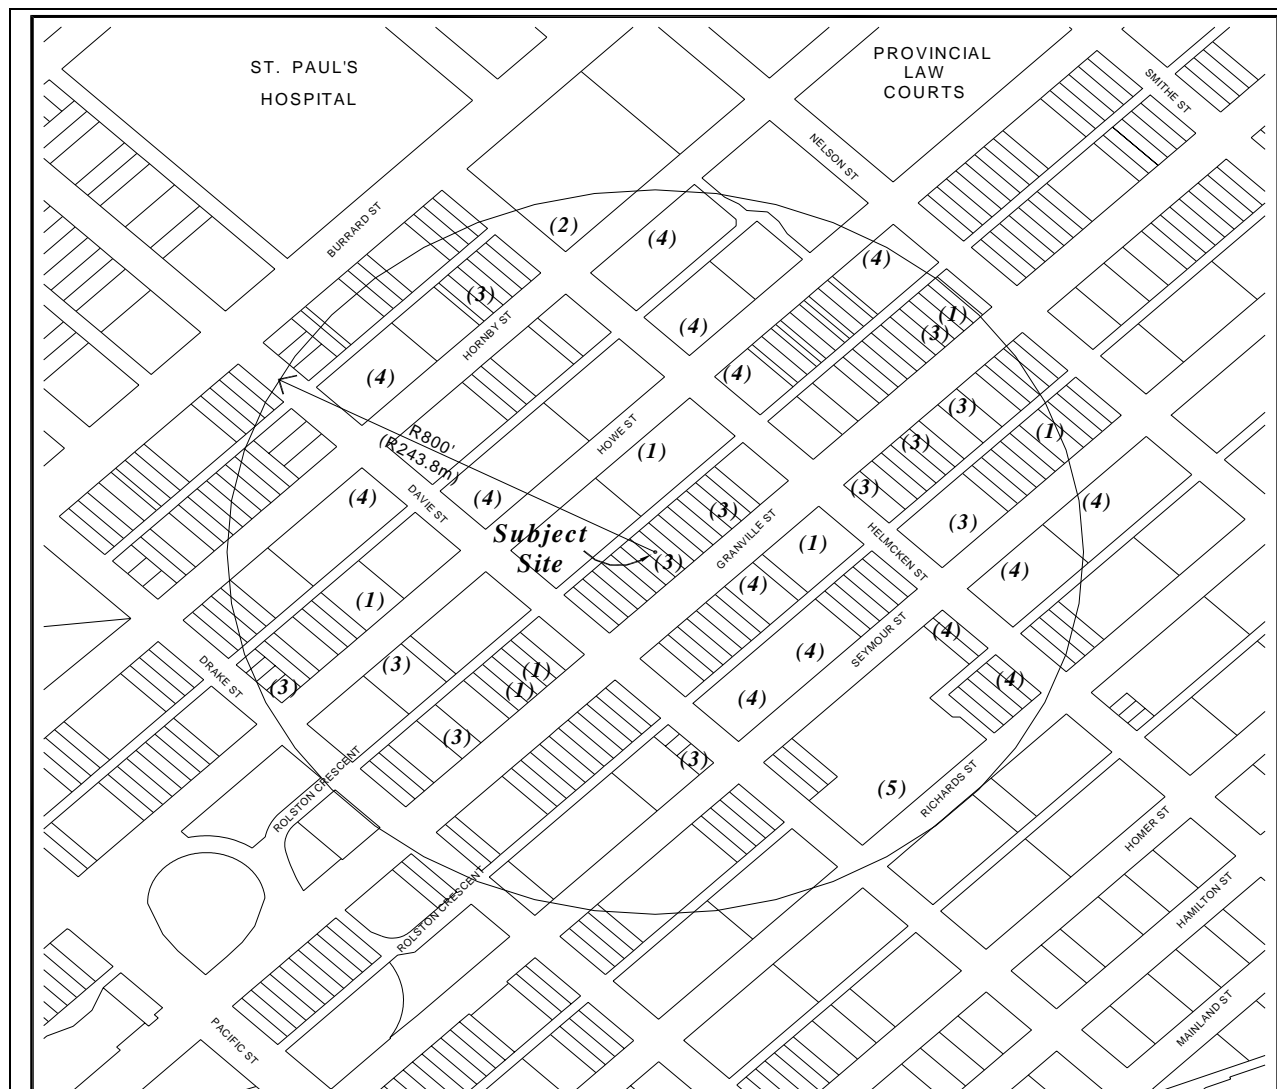 ST. PAUL'S
HOSPITAL
PROVINCIAL
LAW
COURTS
SMITHE ST
NELSON ST
BURRARD ST
(2)
(4)
(4)
(3)
(1)
(3)
(4)
HORNBY ST
(4)
(4)
R800'
(R243.8m)
HOWE ST
(1)
(3)
(3)
(1)
(4)
DAVIE ST
(4)
(3)
(3)
(4)
Subject
Site
(3)
GRANVILLE ST
(1)
HELMCKEN ST
(3)
(4)
(4)
(1)
(4)
SEYMOUR ST
(4)
DRAKE ST
(3)
(3)
(1)
(1)
(4)
(4)
(3)
(3)
(5)
RICHARDS ST
ROLSTON CRESCENT
HOMER ST
ROLSTON CRESCENT
HAMILTON ST
PACIFIC ST
MAINLAND ST